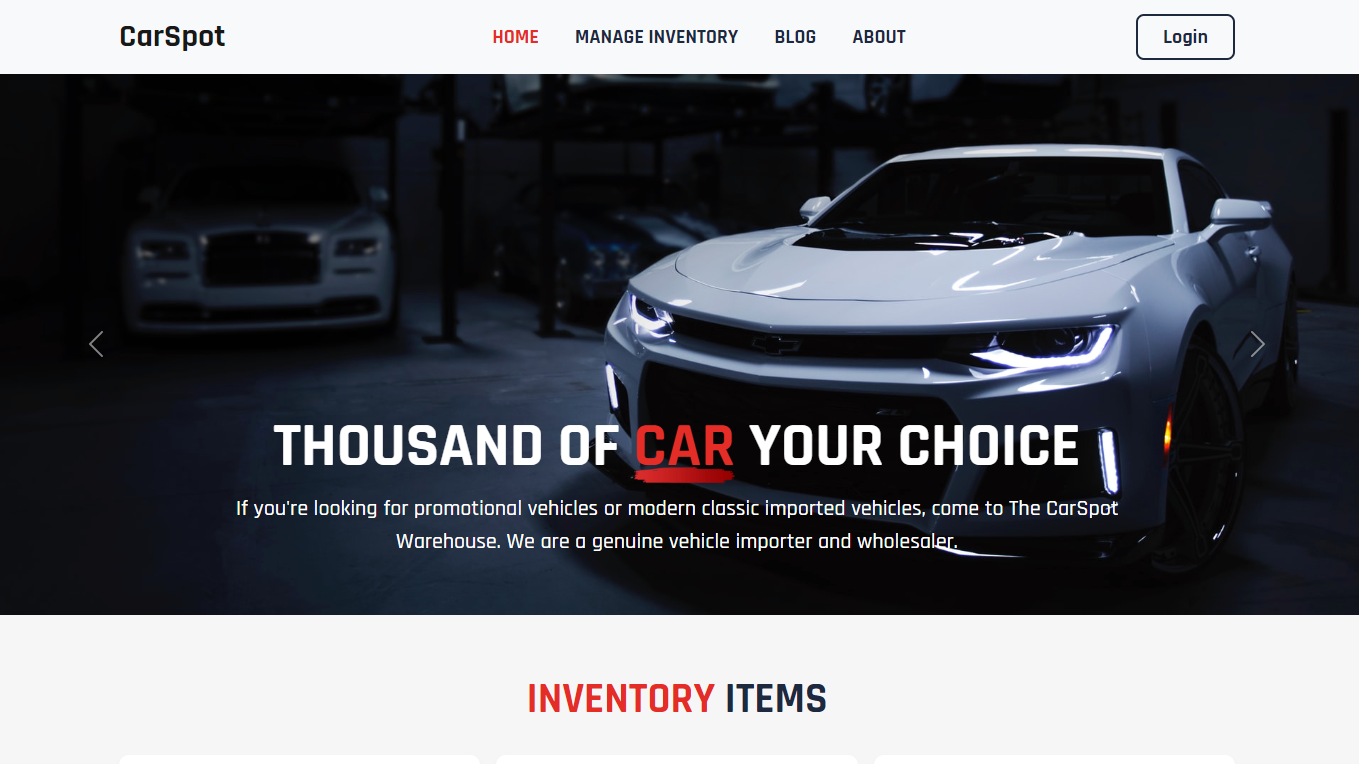 CarSpot
HOME MANAGE INVENTORY BLOG ABOUT
Login
THOUSAND OF CAR YOUR CHOICE
If you're looking for promotional vehicles or modern classic imported vehicles, come to The CarSpot
Warehouse. We are a genuine vehicle importer and wholesaler.
INVENTORY ITEMS